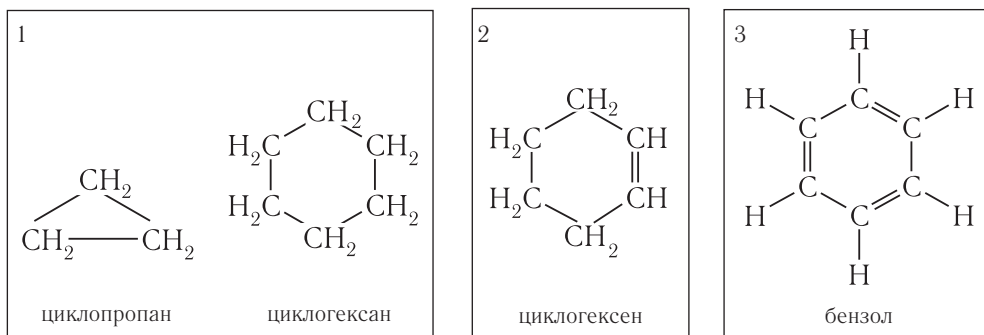 1
CH₂
CH₂ CH₂
циклопропан
CH₂
H₂C CH₂
H₂C CH₂
CH₂
циклогексан
2
CH₂
H₂C CH
H₂C CH
CH₂
циклогексен
3
H
H C H
C C
C C
H C H
H
бензол